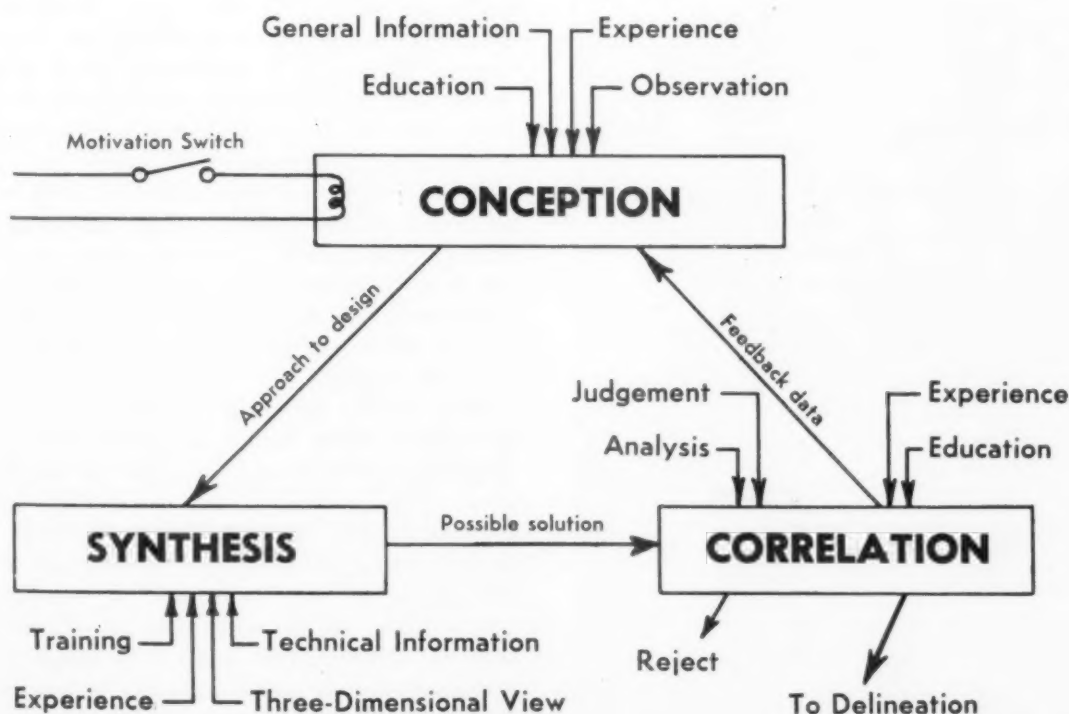 General Information
Experience
Education
Observation
Motivation Switch
CONCEPTION
Approach to design
Feedback data
Judgement
Experience
Analysis
Education
SYNTHESIS
Possible solution
CORRELATION
Training
Technical Information
Reject
Experience
Three-Dimensional View
To Delineation